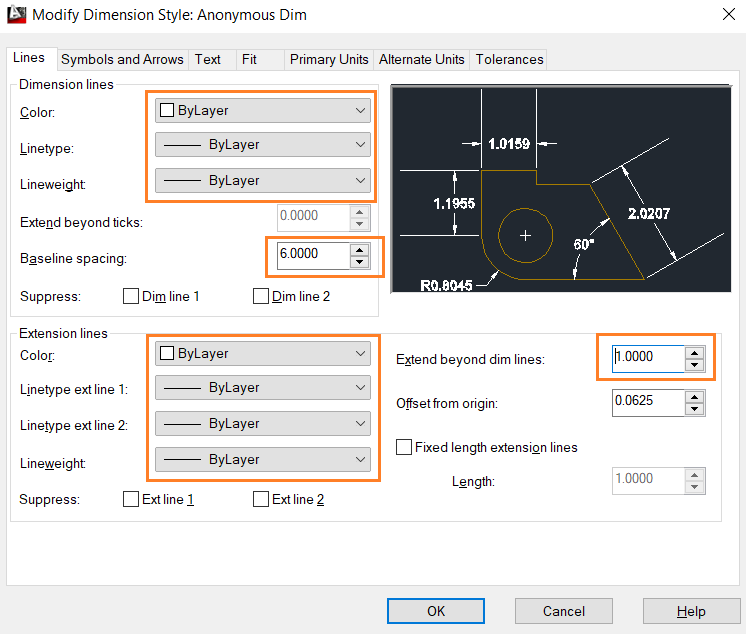 Modify Dimension Style: Anonymous Dim
Lines Symbols and Arrows Text Fit Primary Units Alternate Units Tolerances
Dimension lines
Color: ByLayer
Linetype: ByLayer
Lineweight: ByLayer
Extend beyond ticks: 0.0000
Baseline spacing: 6.0000
Suppress: Dim line 1 Dim line 2
1.0159
1.1955
2.0207
60°
R0.8045
Extension lines
Color: ByLayer
Linetype ext line 1: ByLayer
Linetype ext line 2: ByLayer
Lineweight: ByLayer
Suppress: Ext line 1 Ext line 2
Extend beyond dim lines: 1.0000
Offset from origin: 0.0625
Fixed length extension lines
Length: 1.0000
OK Cancel Help